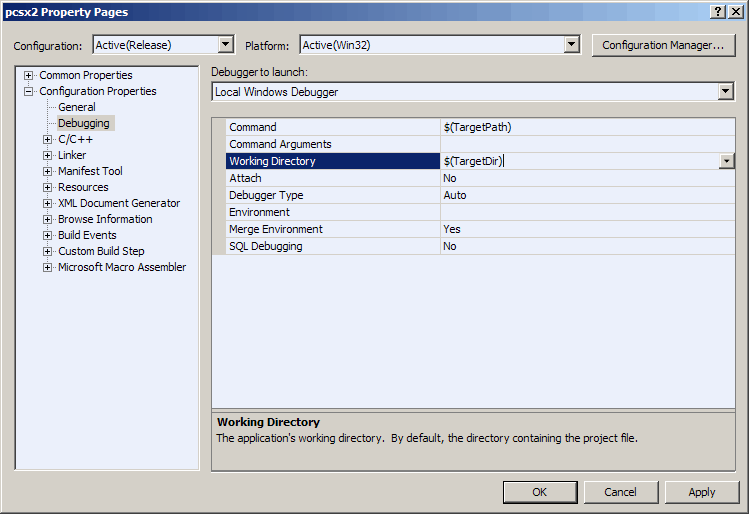 pcsx2 Property Pages
Configuration: Active(Release) Platform: Active(Win32) Configuration Manager...
Common Properties
Configuration Properties
General
Debugging
C/C++
Linker
Manifest Tool
Resources
XML Document Generator
Browse Information
Build Events
Custom Build Step
Microsoft Macro Assembler
Debugger to launch:
Local Windows Debugger
Command $(TargetPath)
Command Arguments
Working Directory $(TargetDir)
Attach No
Debugger Type Auto
Environment
Merge Environment Yes
SQL Debugging No
Working Directory
The application's working directory. By default, the directory containing the project file.
OK Cancel Apply